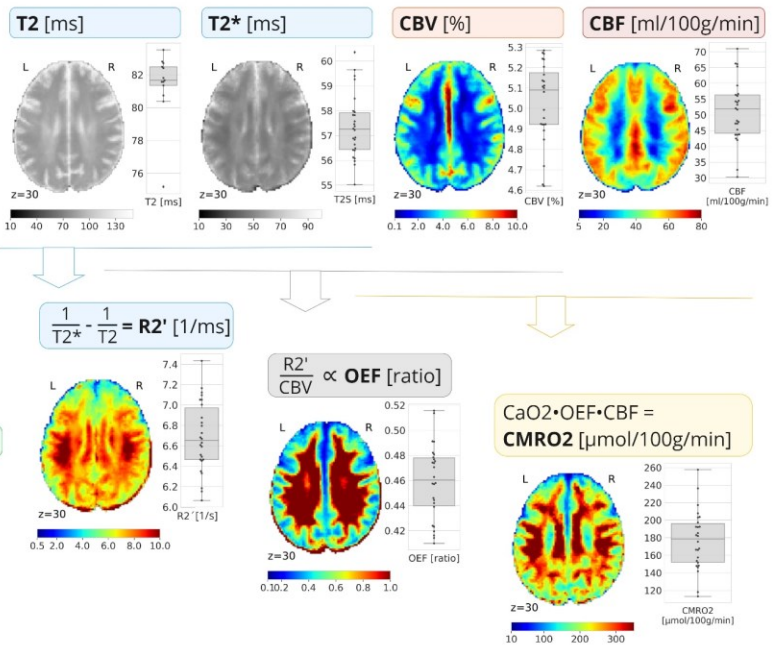 T2 [ms]
T2* [ms]
CBV [%]
CBF [ml/100g/min]
L R
82
80
78
76
T2 [ms]
z=30
10 40 70 100 130
L R
60
59
58
57
56
55
T2S [ms]
z=30
10 30 50 70 90
L R
5.3
5.2
5.1
5.0
4.9
4.8
4.7
4.6
CBV [%]
z=30
0.1 2.0 4.0 6.0 8.0 10.0
L R
70
65
60
55
50
45
40
35
30
CBF
[ml/100g/min]
z=30
5 20 40 60 80
1/T2* - 1/T2 = R2' [1/ms]
L R
7.4
7.2
7.0
6.8
6.6
6.4
6.2
6.0
R2´[1/s]
z=30
0.5 2.0 4.0 6.0 8.0 10.0
R2'/CBV ∝ OEF [ratio]
L R
0.52
0.50
0.48
0.46
0.44
0.42
OEF [ratio]
z=30
0.10.2 0.4 0.6 0.8 1.0
CaO2•OEF•CBF =
CMRO2 [µmol/100g/min]
L R
260
240
220
200
180
160
140
120
CMRO2
[µmol/100g/min]
z=30
10 100 200 300